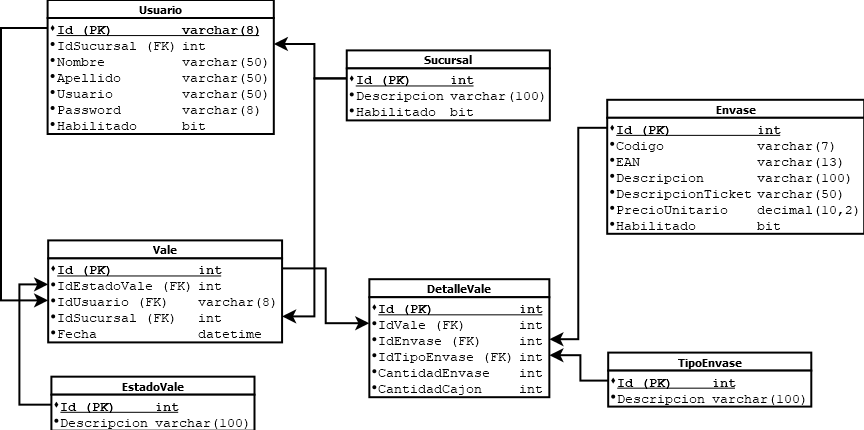 Usuario
Id (PK) varchar(8)
IdSucursal (FK) int
Nombre varchar(50)
Apellido varchar(50)
Usuario varchar(50)
Password varchar(8)
Habilitado bit
Sucursal
Id (PK) int
Descripcion varchar(100)
Habilitado bit
Envase
Id (PK) int
Codigo varchar(7)
EAN varchar(13)
Descripcion varchar(100)
DescripcionTicket varchar(50)
PrecioUnitario decimal(10,2)
Habilitado bit
Vale
Id (PK) int
IdEstadoVale (FK) int
IdUsuario (FK) varchar(8)
IdSucursal (FK) int
Fecha datetime
DetalleVale
Id (PK) int
IdVale (FK) int
IdEnvase (FK) int
IdTipoEnvase (FK) int
CantidadEnvase int
CantidadCajon int
TipoEnvase
Id (PK) int
Descripcion varchar(100)
EstadoVale
Id (PK) int
Descripcion varchar(100)